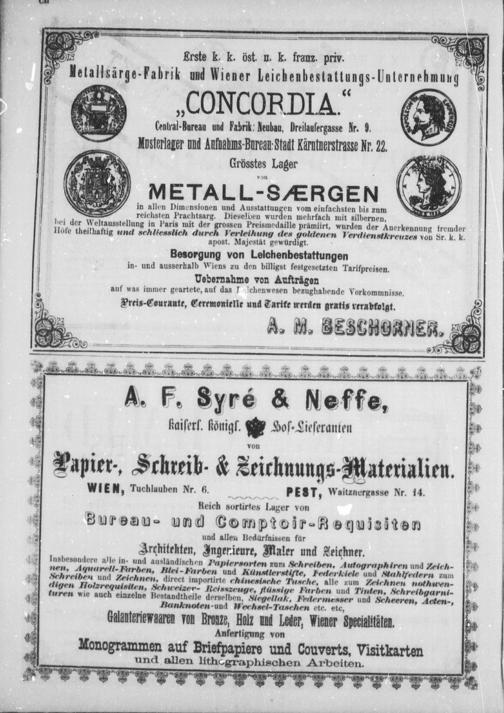 Erste k. k. öst. u. k. franz. priv.
Metallsärge-Fabrik und Wiener Leichenbestattungs-Unternehmung
„CONCORDIA.“
Central-Bureau und Fabrik: Neubau, Dreilaufergasse Nr. 9.
Musterlager und Aufnahms-Bureau: Stadt Kärntnerstrasse Nr. 22.
Grösstes Lager
von
METALL-SÆRGEN
in allen Dimensionen und Ausstattungen vom einfachsten bis zum
reichsten Prachtsarg. Dieselben wurden mehrfach mit silbernen,
bei der Weltausstellung in Paris mit der grossen Preismedaille prämiirt, wurden der Anerkennung fremder
Höfe theilhaftig und schliesslich durch Verleihung des goldenen Verdienstkreuzes von Sr. k. k.
apost. Majestät gewürdigt.
Besorgung von Leichenbestattungen
in- und ausserhalb Wiens zu den billigst festgesetzten Tarifpreisen.
Uebernahme von Aufträgen
auf was immer geartete, auf das Leichenwesen bezughabende Vorkommnisse.
Preis-Courante, Ceremonielle und Tarife werden gratis verabfolgt.
A. M. BESCHORNER.
A. F. Syré & Neffe,
kaiserl. königl. Hof-Lieferanten
von
Papier-, Schreib- & Zeichnungs-Materialien.
WIEN, Tuchlauben Nr. 6. PEST, Waitznergasse Nr. 14.
Reich sortirtes Lager von
Bureau- und Comptoir-Requisiten
und allen Bedürfnissen für
Architekten, Ingenieure, Maler und Zeichner.
Insbesondere alle in- und ausländischen Papiersorten zum Schreiben, Autographiren und Zeich-
nen, Aquarell-Farben, Blei-Farben und Künstlerstifte, Federkiele und Stahlfedern zum
Schreiben und Zeichnen, direct importirte chinesische Tusche, alle zum Zeichnen nothwen-
digen Holzrequisiten, Schweizer- Reisszeuge, flüssige Farben und Tinten, Schreibgarni-
turen wie auch einzelne Bestandtheile derselben, Siegellak, Federmesser und Scheeren, Acten-,
Banknoten- und Wechsel-Taschen etc. etc,
Galanteriewaaren von Bronze, Holz und Leder, Wiener Specialitäten.
Anfertigung von
Monogrammen auf Briefpapiere und Couverts, Visitkarten
und allen lithographischen Arbeiten.